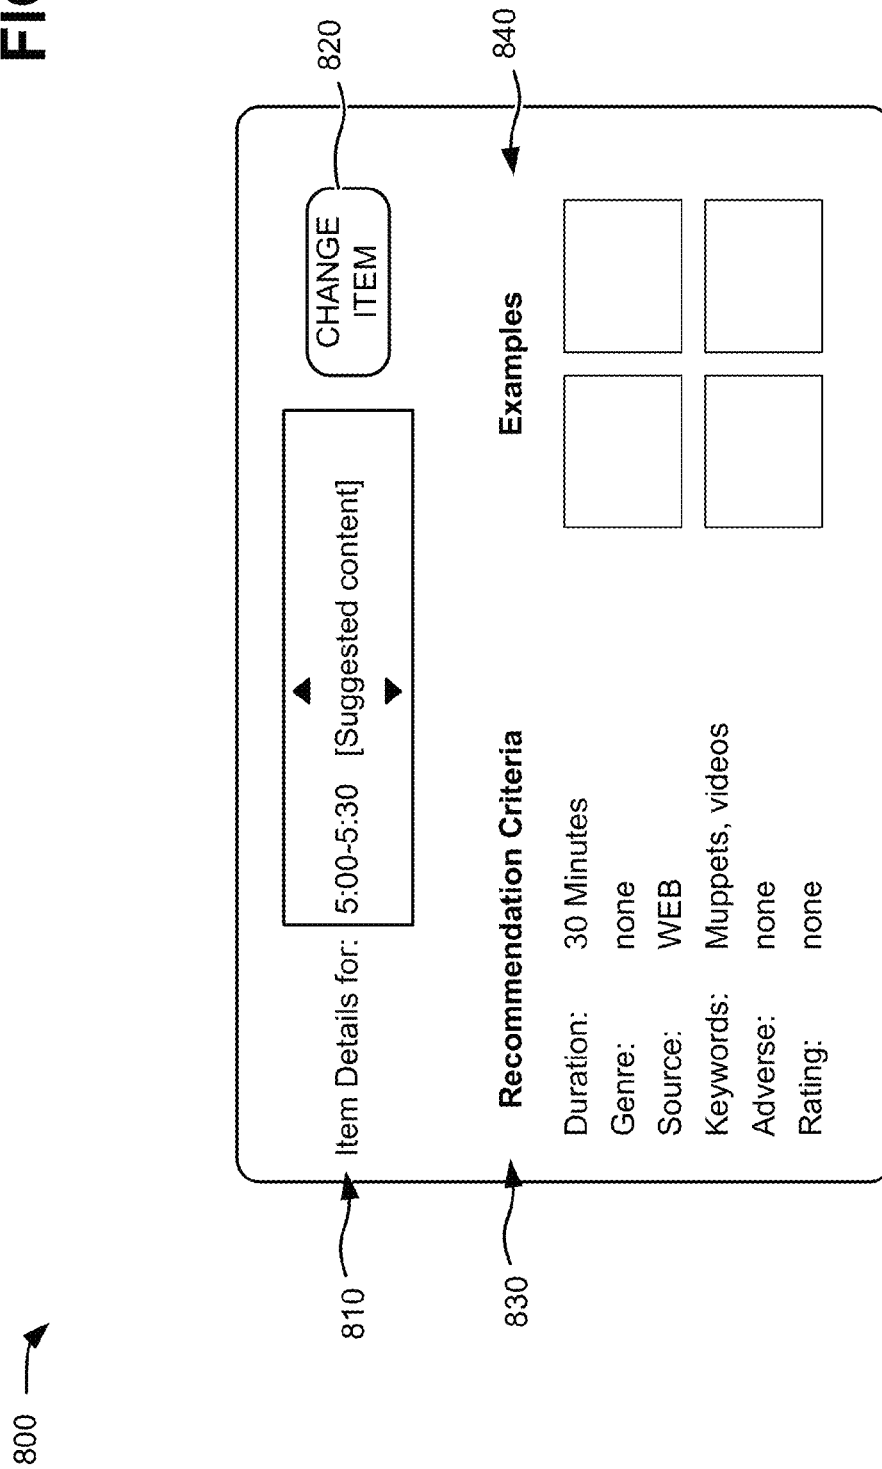 800
810
Item Details for: 5:00-5:30 [Suggested content]
CHANGE
ITEM
820
830
Recommendation Criteria
Duration: 30 Minutes
Genre: none
Source: WEB
Keywords: Muppets, videos
Adverse: none
Rating: none
Examples
840